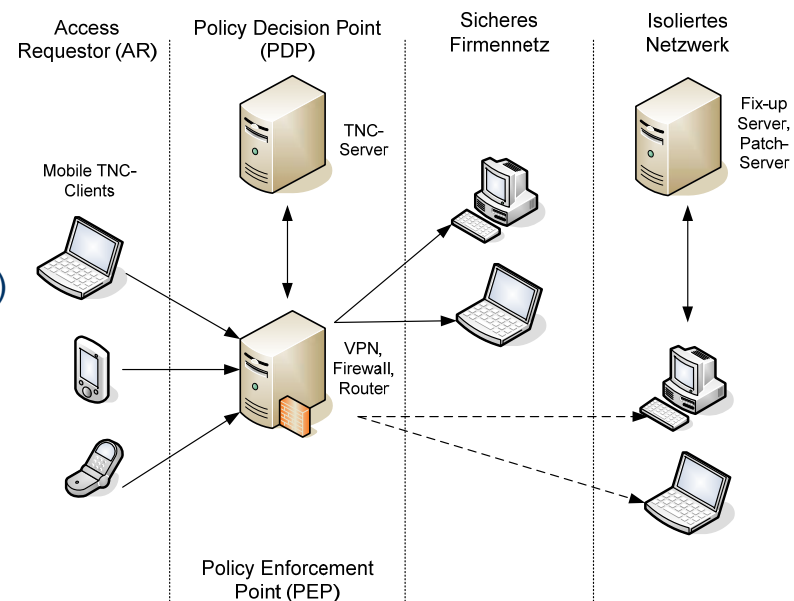 Access
Requestor (AR)
Policy Decision Point
(PDP)
Sicheres
Firmennetz
Isoliertes
Netzwerk
TNC-
Server
Fix-up
Server,
Patch-
Server
Mobile TNC-
Clients
VPN,
Firewall,
Router
Policy Enforcement
Point (PEP)
)